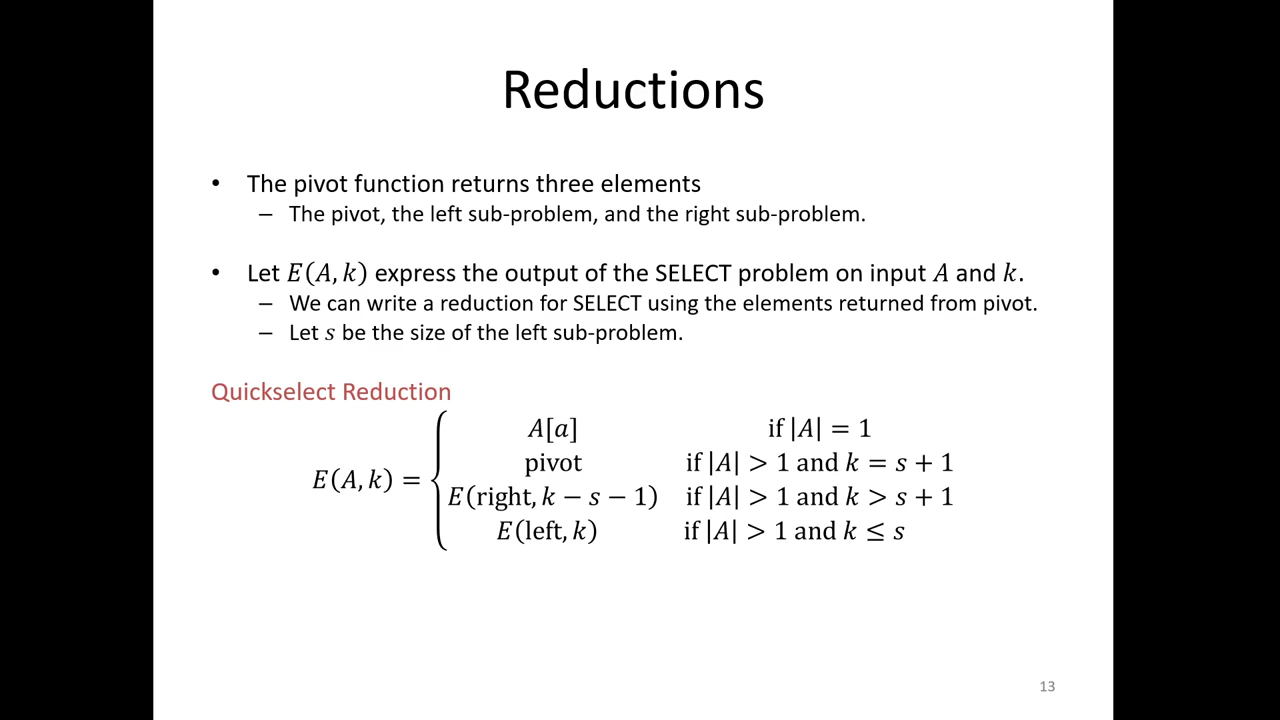 Reductions
• The pivot function returns three elements
– The pivot, the left sub-problem, and the right sub-problem.
• Let E(A, k) express the output of the SELECT problem on input A and k.
– We can write a reduction for SELECT using the elements returned from pivot.
– Let s be the size of the left sub-problem.
Quickselect Reduction
A[a] if |A| = 1
pivot if |A| > 1 and k = s + 1
E(A, k) =
E(right, k − s − 1) if |A| > 1 and k > s + 1
E(left, k) if |A| > 1 and k ≤ s
13